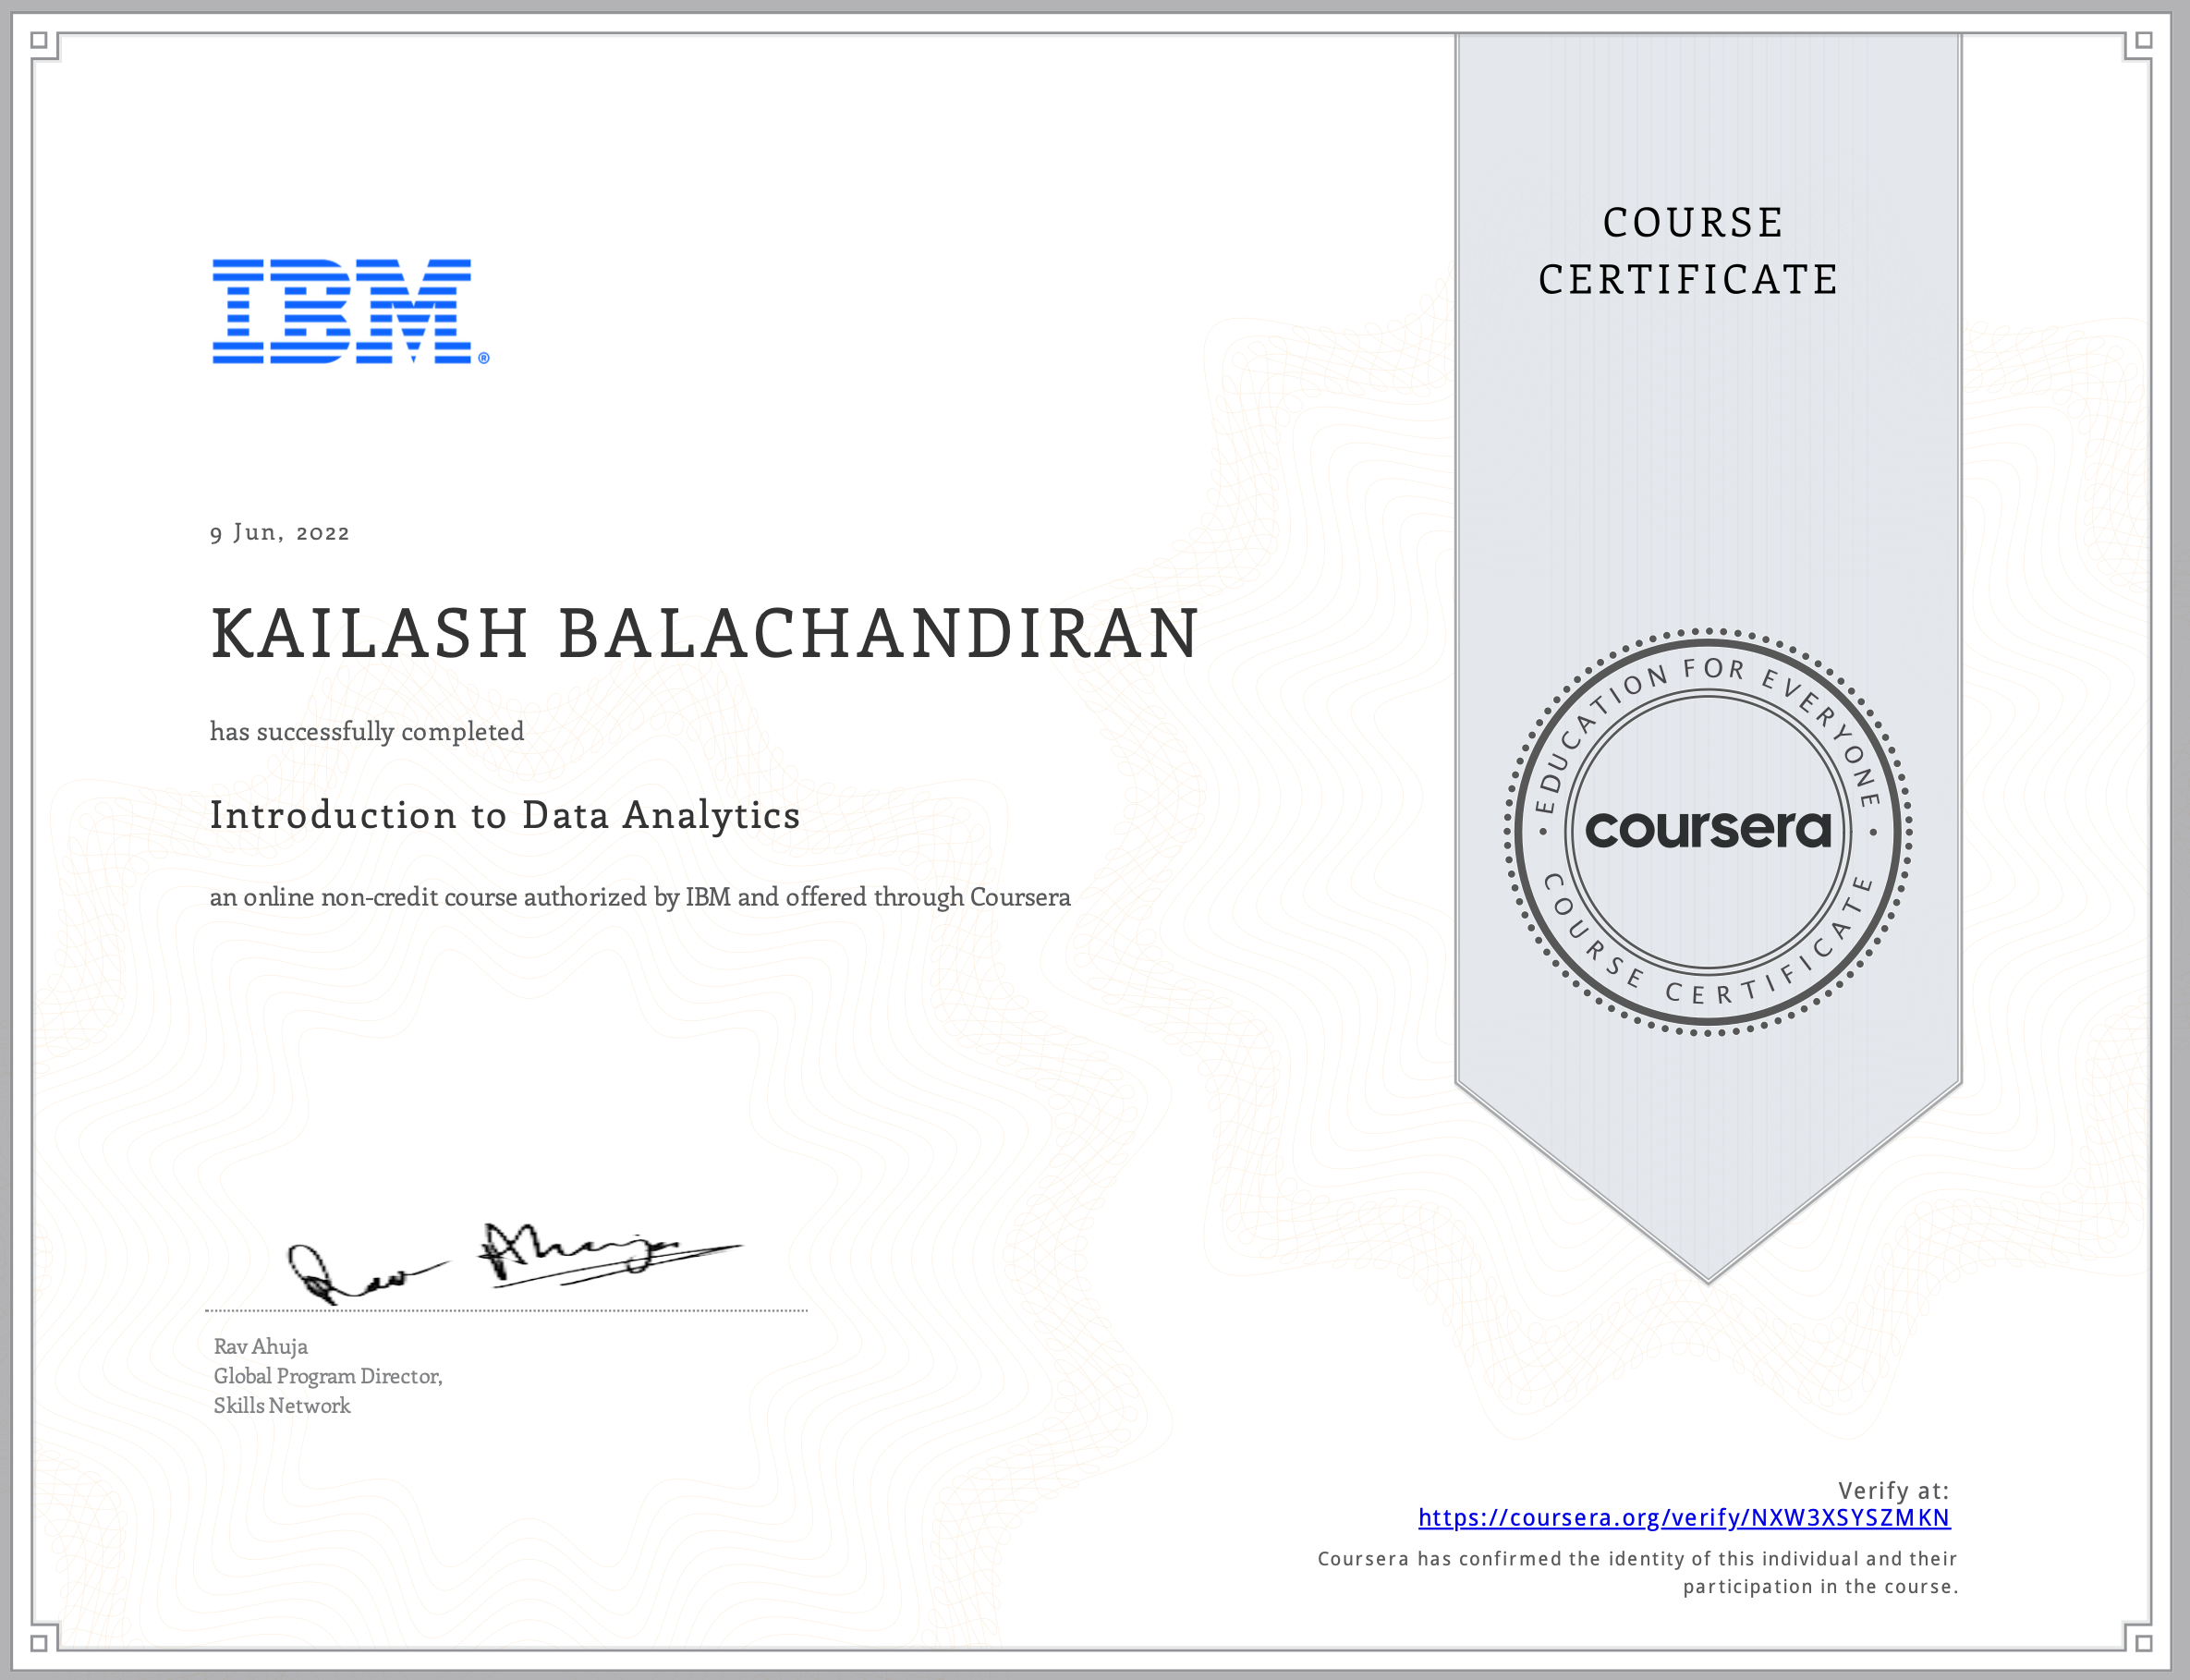 IBM®
COURSE
CERTIFICATE
9 Jun, 2022
KAILASH BALACHANDIRAN
has successfully completed
Introduction to Data Analytics
an online non-credit course authorized by IBM and offered through Coursera
EDUCATION FOR EVERYONE
coursera
COURSE CERTIFICATE
Rav Ahuja
Rav Ahuja
Global Program Director,
Skills Network
Verify at:
https://coursera.org/verify/NXW3XSYSZMKN
Coursera has confirmed the identity of this individual and their
participation in the course.